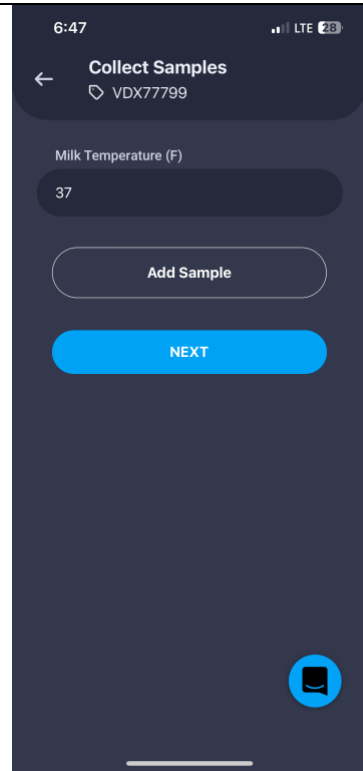 6:47
LTE 28
Collect Samples
VDX77799
Milk Temperature (F)
37
Add Sample
NEXT